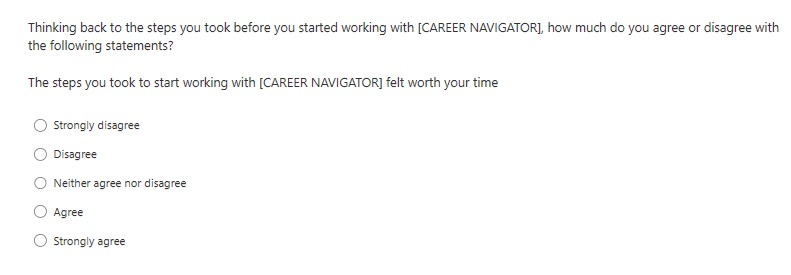 Thinking back to the steps you took before you started working with [CAREER NAVIGATOR], how much do you agree or disagree with
the following statements?
The steps you took to start working with [CAREER NAVIGATOR] felt worth your time
Strongly disagree
Disagree
Neither agree nor disagree
Agree
Strongly agree